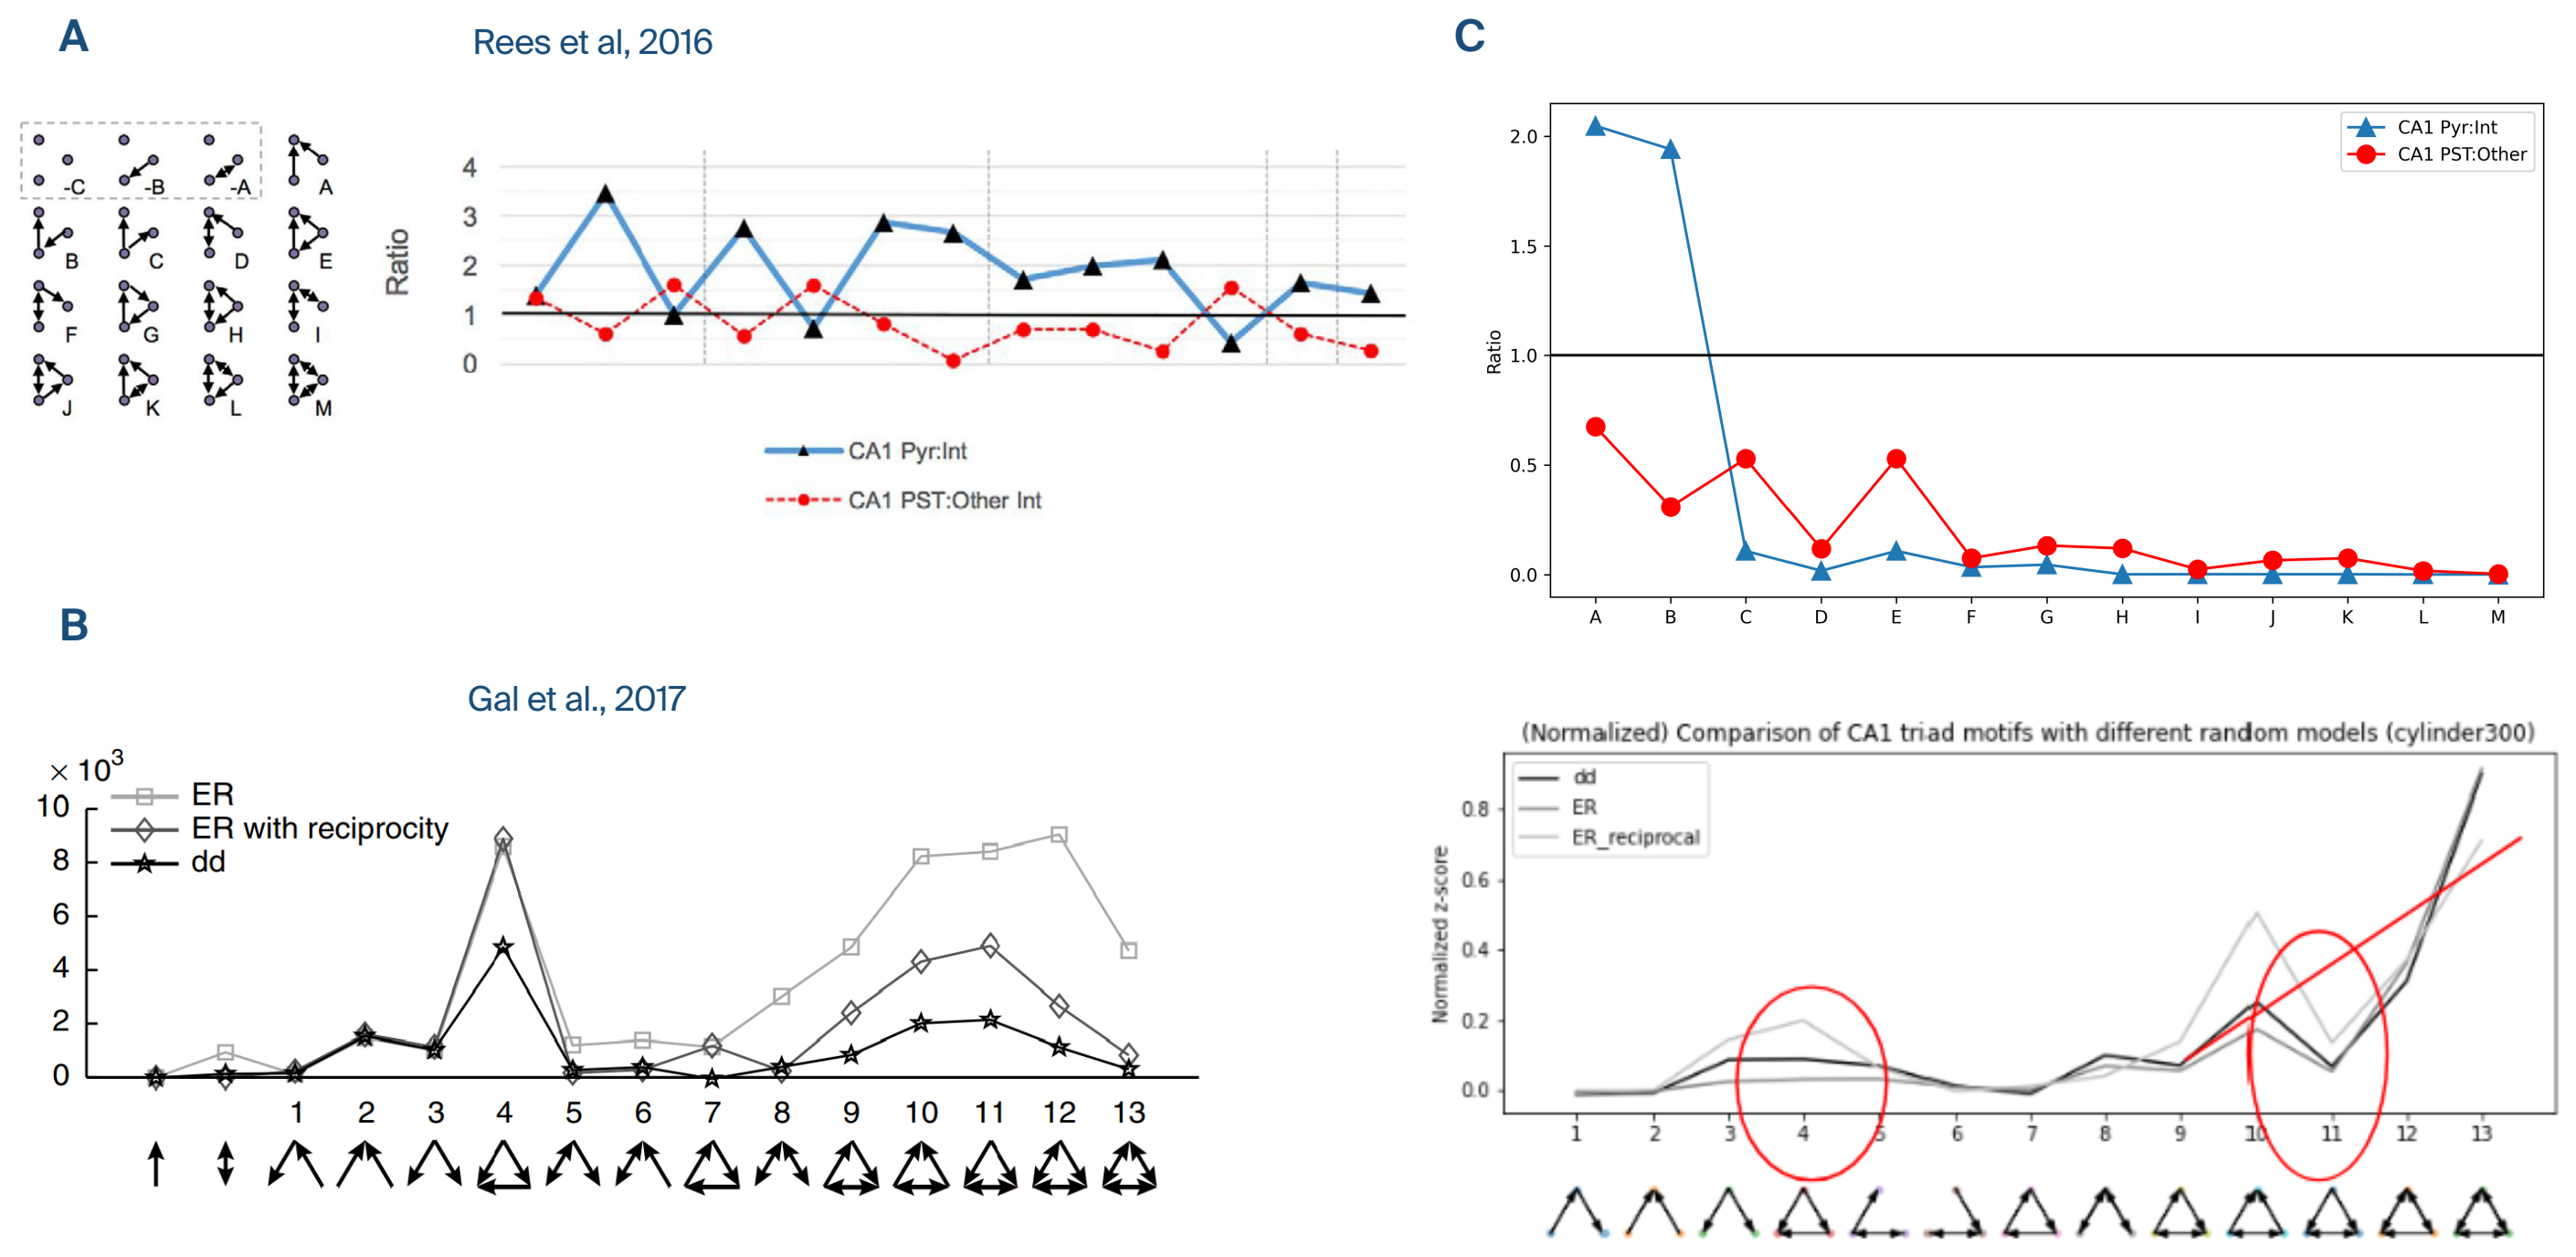 A
Rees et al, 2016
-C
-B
-A
A
B
C
D
E
F
G
H
I
J
K
L
M
Ratio
4
3
2
1
0
CA1 Pyr:Int
CA1 PST:Other Int
C
CA1 Pyr:Int
CA1 PST:Other
Ratio
2.0
1.5
1.0
0.5
0.0
A B C D E F G H I J K L M
B
Gal et al., 2017
× 10³
10
8
6
4
2
0
ER
ER with reciprocity
dd
1 2 3 4 5 6 7 8 9 10 11 12 13
(Normalized) Comparison of CA1 triad motifs with different random models (cylinder300)
dd
ER
ER_reciprocal
Normalized z-score
0.8
0.6
0.4
0.2
0.0
1 2 3 4 5 6 7 8 9 10 11 12 13